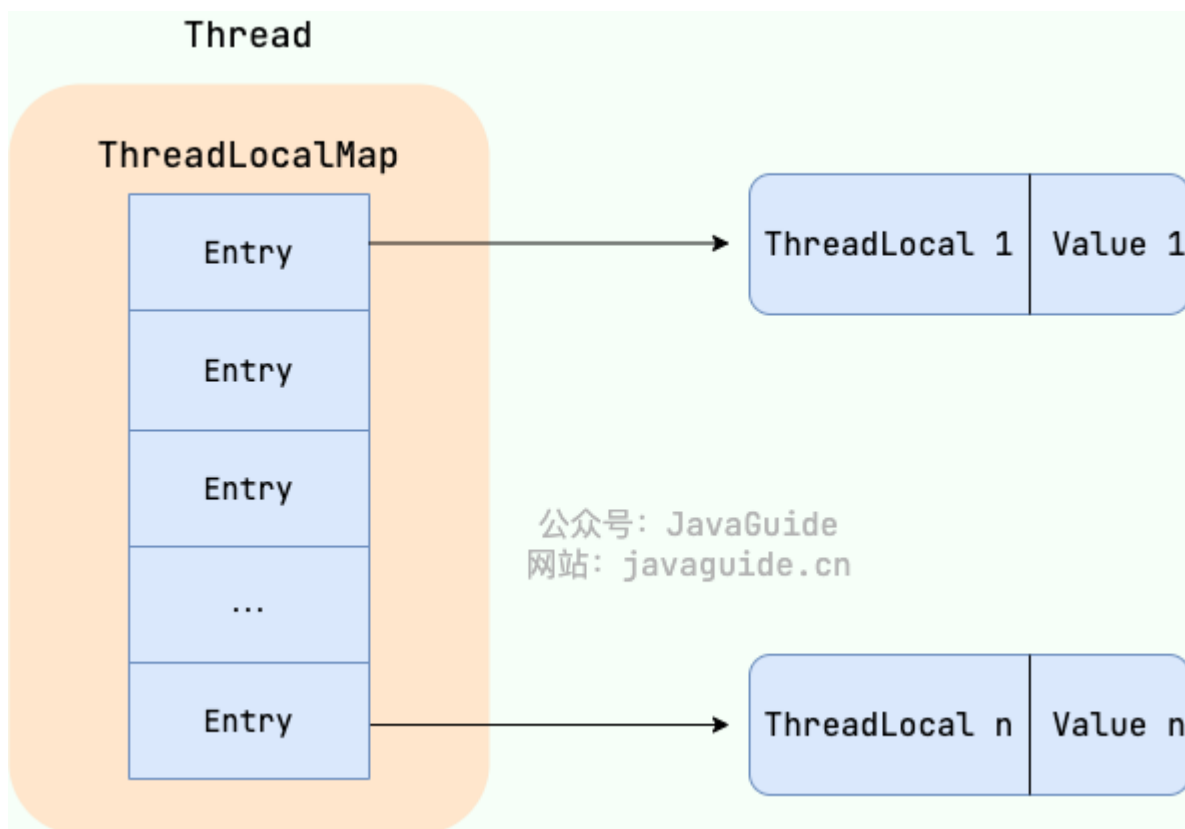 Thread
ThreadLocalMap
Entry
ThreadLocal 1
Value 1
Entry
Entry
公众号：JavaGuide
网站：javaguide.cn
...
Entry
ThreadLocal n
Value n